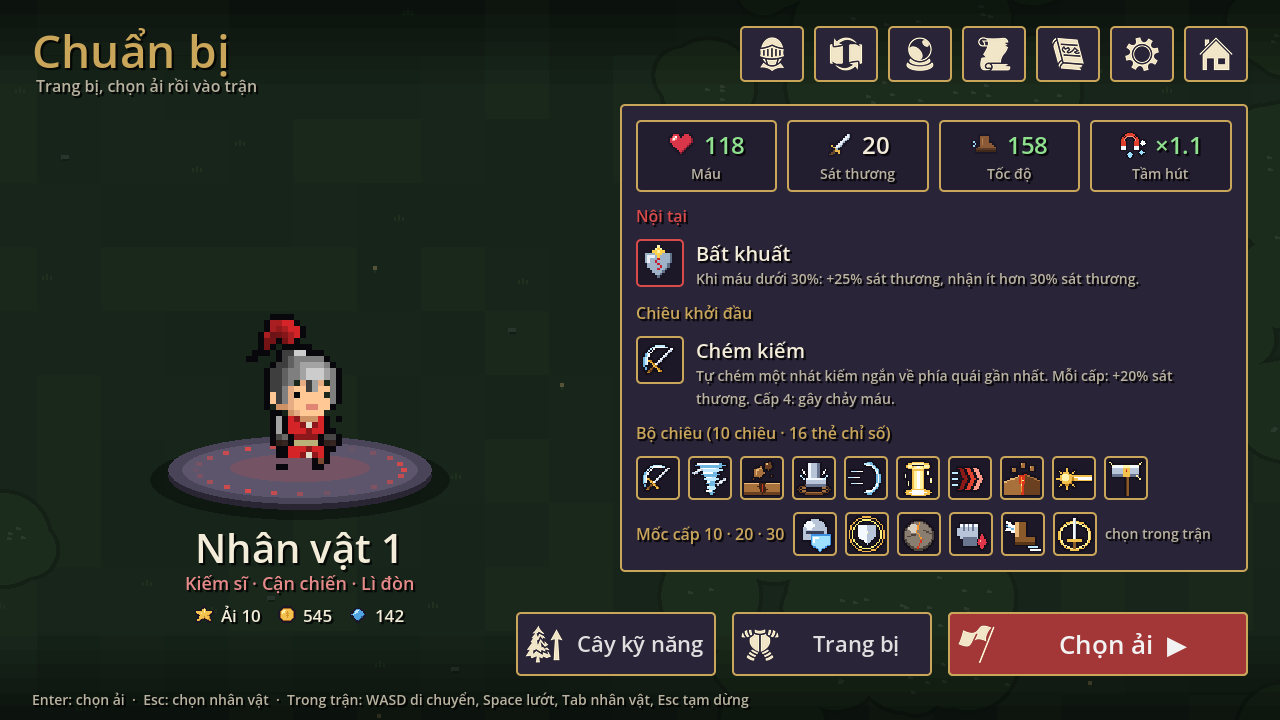 Chuẩn bị
Trang bị, chọn ải rồi vào trận
118
Máu
20
Sát thương
158
Tốc độ
×1.1
Tầm hút
Nội tại
Bất khuất
Khi máu dưới 30%: +25% sát thương, nhận ít hơn 30% sát thương.
Chiêu khởi đầu
Chém kiếm
Tự chém một nhát kiếm ngắn về phía quái gần nhất. Mỗi cấp: +20% sát
thương. Cấp 4: gây chảy máu.
Bộ chiêu (10 chiêu · 16 thẻ chỉ số)
Mốc cấp 10 · 20 · 30
chọn trong trận
Nhân vật 1
Kiếm sĩ · Cận chiến · Lì đòn
Ải 10 545 142
Cây kỹ năng
Trang bị
Chọn ải ▶
Enter: chọn ải · Esc: chọn nhân vật · Trong trận: WASD di chuyển, Space lướt, Tab nhân vật, Esc tạm dừng